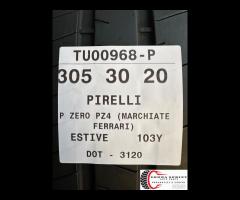 TU00968-P
305 30 20
PIRELLI
P ZERO PZ4 (MARCHIATE
FERRARI)
ESTIVE 103Y
DOT - 3120